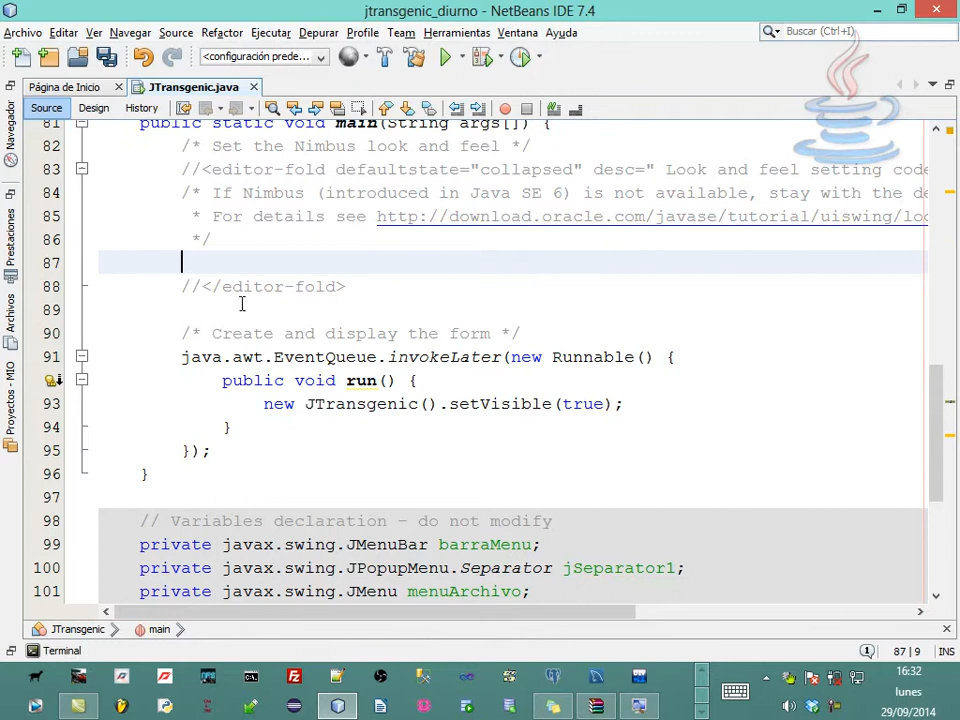 jtransgenic_diurno - NetBeans IDE 7.4
Archivo Editar Ver Navegar Source Refactor Ejecutar Depurar Profile Team Herramientas Ventana Ayuda
Buscar (Ctrl+I)
<configuración prede...
Página de Inicio
JTransgenic.java
Source Design History
Navegador
Prestaciones
Archivos
Proyectos - MIO
81 public static void main(String args[]) {
82 /* Set the Nimbus look and feel */
83 //<editor-fold defaultstate="collapsed" desc=" Look and feel setting code
84 /* If Nimbus (introduced in Java SE 6) is not available, stay with the de
85 * For details see http://download.oracle.com/javase/tutorial/uiswing/loo
86 */
87
88 //</editor-fold>
89
90 /* Create and display the form */
91 java.awt.EventQueue.invokeLater(new Runnable() {
public void run() {
93 new JTransgenic().setVisible(true);
94 }
95 });
96 }
97
98 // Variables declaration - do not modify
99 private javax.swing.JMenuBar barraMenu;
100 private javax.swing.JPopupMenu.Separator jSeparator1;
101 private javax.swing.JMenu menuArchivo;
JTransgenic main
Terminal
1
87 | 9 INS
16:32
lunes
29/09/2014